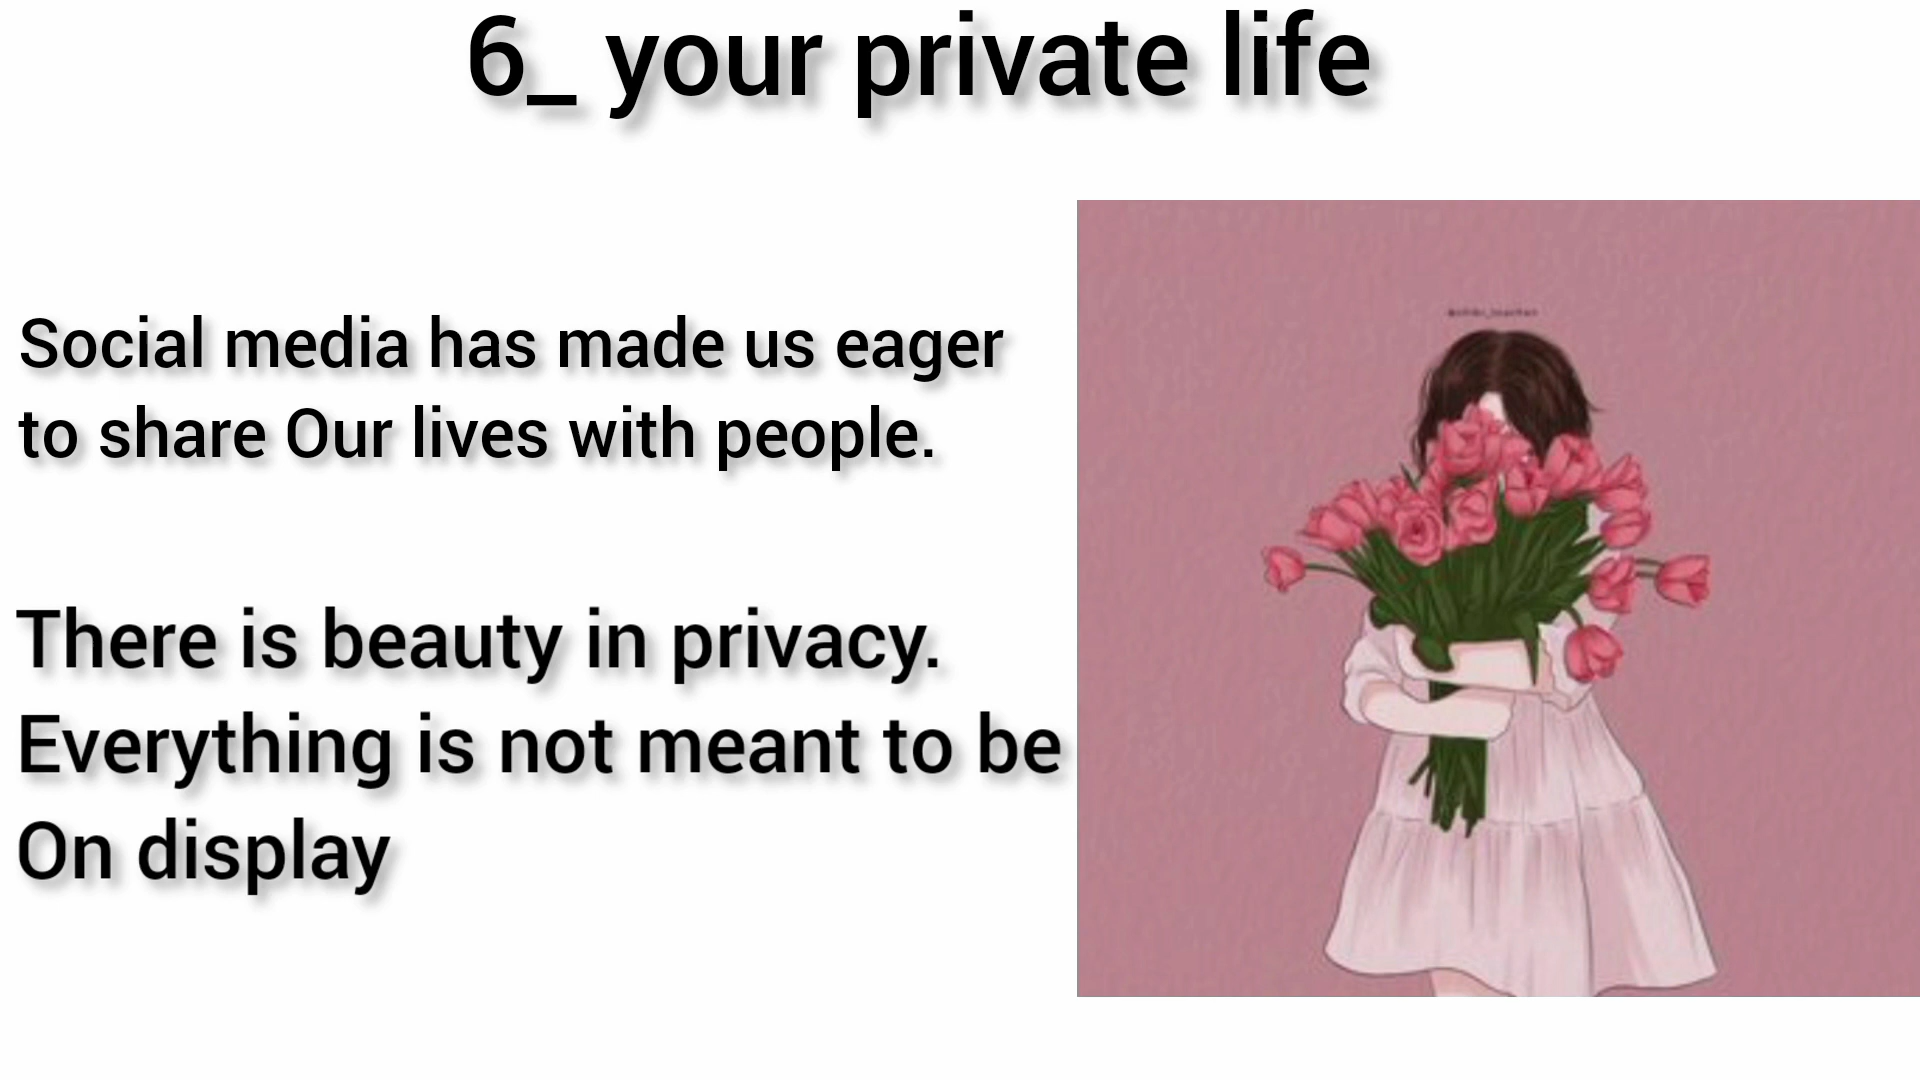 6_ your private life
Social media has made us eager
to share Our lives with people.
There is beauty in privacy.
Everything is not meant to be
On display